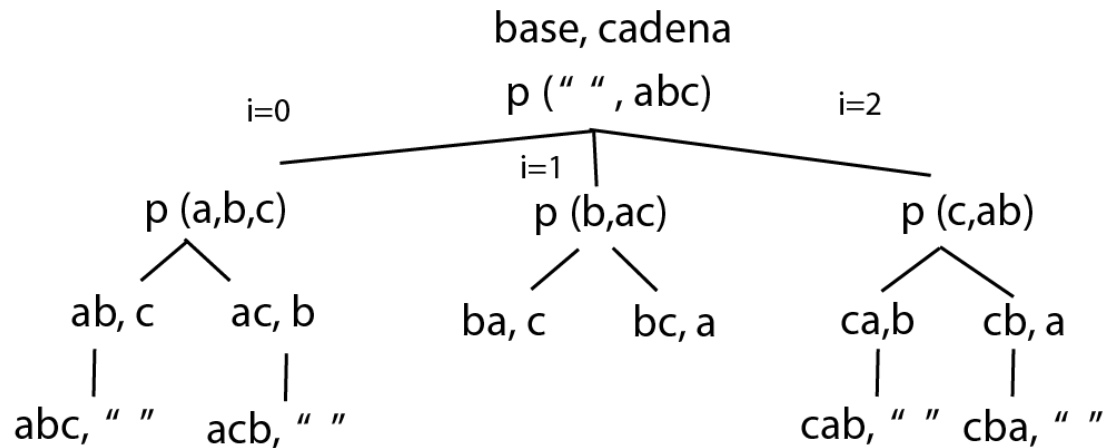 base, cadena
p (“ “ , abc)
i=0
i=2
i=1
p (a,b,c)
p (b,ac)
p (c,ab)
ab, c
ac, b
ba, c
bc, a
ca,b
cb, a
abc, “ ”
acb, “ ”
cab, “ ”
cba, “ ”